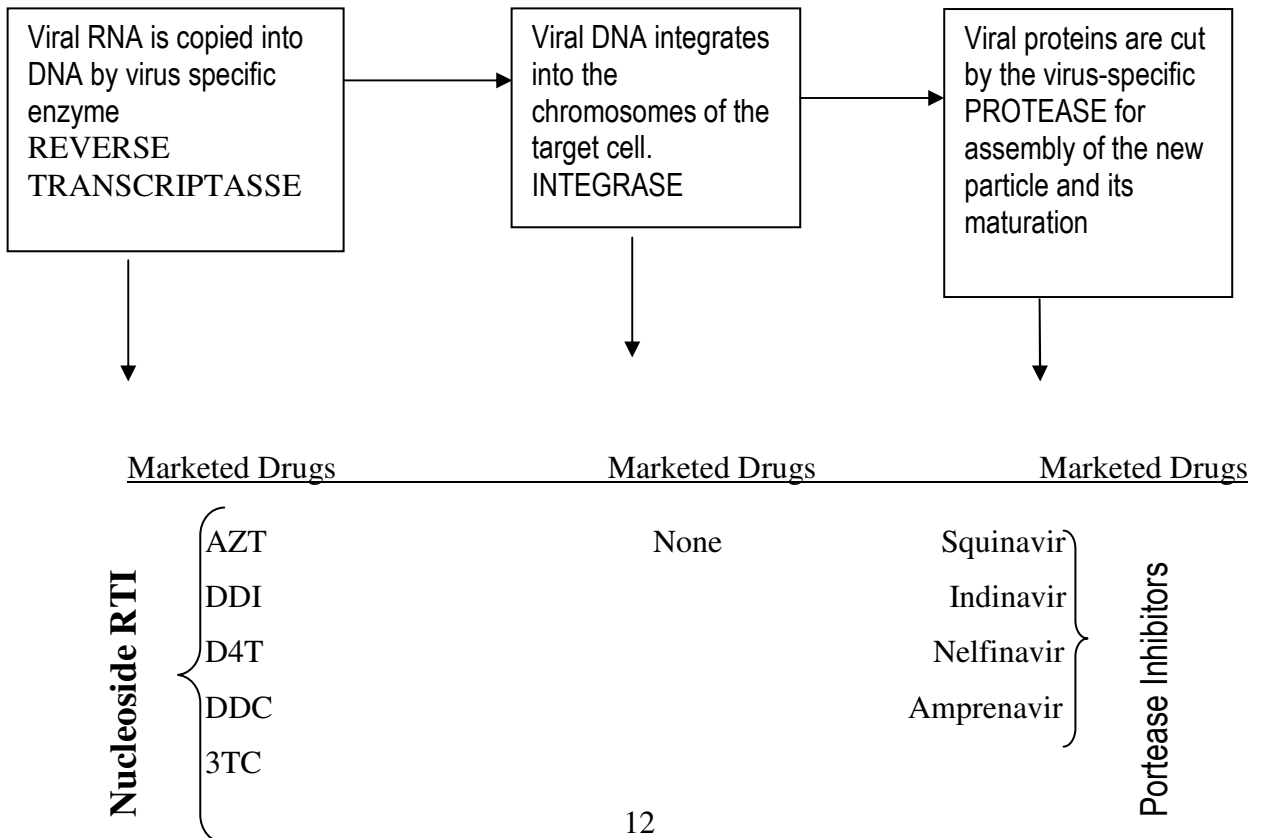 Viral RNA is copied into
DNA by virus specific
enzyme
REVERSE
TRANSCRIPTASSE
Viral DNA integrates
into the
chromosomes of the
target cell.
INTEGRASE
Viral proteins are cut
by the virus-specific
PROTEASE for
assembly of the new
particle and its
maturation
Marketed Drugs
Marketed Drugs
Marketed Drugs
Nucleoside RTI
AZT
DDI
D4T
DDC
3TC
None
Squinavir
Indinavir
Nelfinavir
Amprenavir
Portease Inhibitors
12